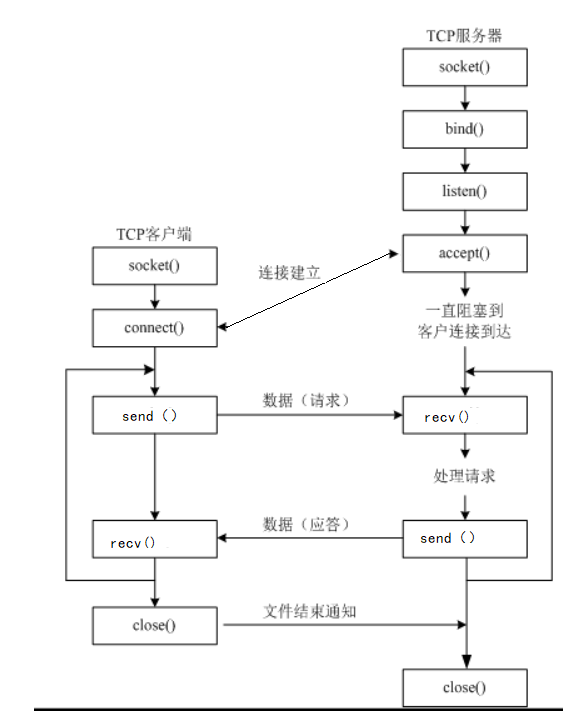 TCP服务器
socket()
bind()
listen()
TCP客户端
accept()
socket()
连接建立
一直阻塞到
客户连接到达
connect()
数据（请求）
send（）
recv()
处理请求
数据（应答）
recv()
send（）
文件结束通知
close()
close()